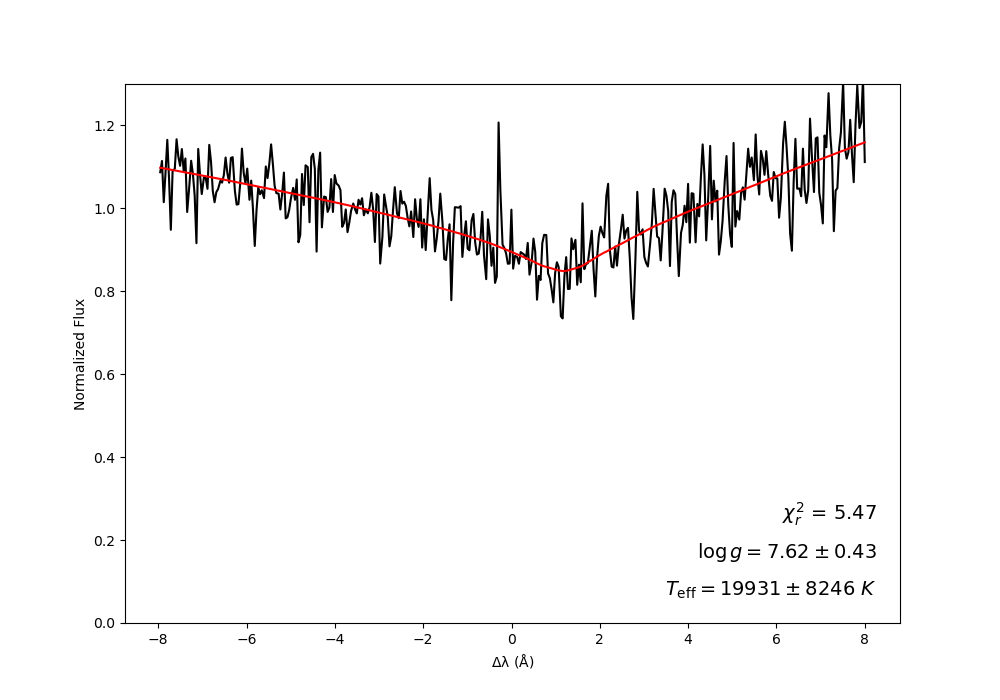 1.2
1.0
0.8
0.6
0.4
0.2
0.0
Normalized Flux
χ²ᵣ = 5.47
log g = 7.62 ± 0.43
T_eff = 19931 ± 8246 K
−8 −6 −4 −2 0 2 4 6 8
Δλ (Å)